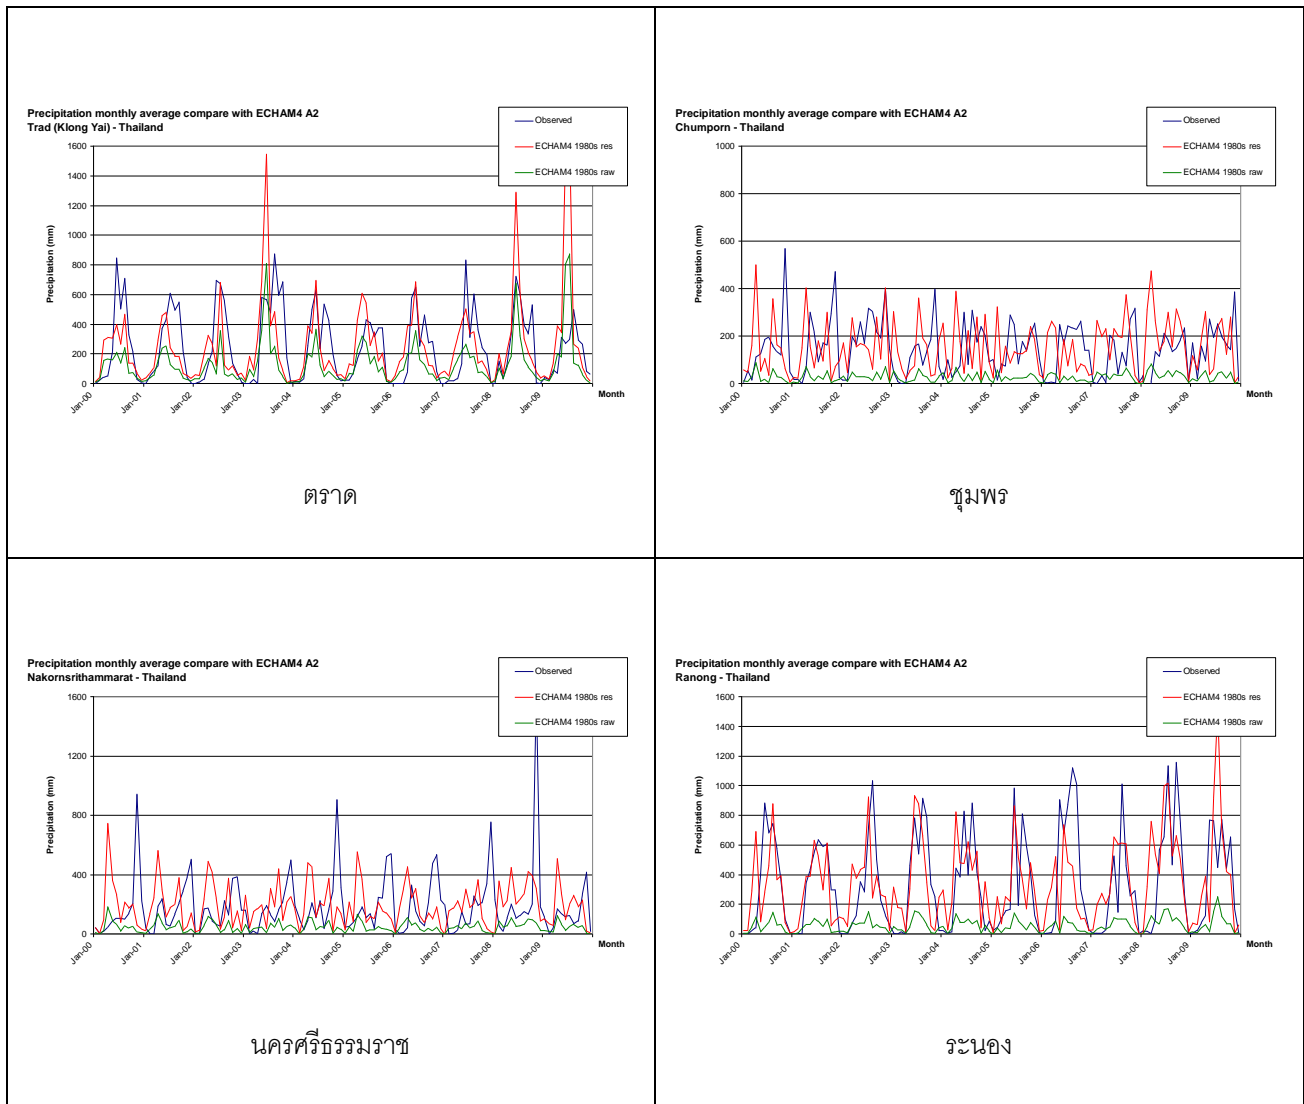 Precipitation monthly average compare with ECHAM4 A2
Trad (Klong Yai) - Thailand
Observed
ECHAM4 1980s res
ECHAM4 1980s raw
Precipitation (mm)
1600
1400
1200
1000
800
600
400
200
0
Jan-00
Jan-01
Jan-02
Jan-03
Jan-04
Jan-05
Jan-06
Jan-07
Jan-08
Jan-09
Month
ตราด
Precipitation monthly average compare with ECHAM4 A2
Chumporn - Thailand
Observed
ECHAM4 1980s res
ECHAM4 1980s raw
Precipitation (mm)
1000
800
600
400
200
0
Jan-00
Jan-01
Jan-02
Jan-03
Jan-04
Jan-05
Jan-06
Jan-07
Jan-08
Jan-09
Month
ชุมพร
Precipitation monthly average compare with ECHAM4 A2
Nakornsrithammarat - Thailand
Observed
ECHAM4 1980s res
ECHAM4 1980s raw
Precipitation (mm)
1600
1200
800
400
0
Jan-00
Jan-01
Jan-02
Jan-03
Jan-04
Jan-05
Jan-06
Jan-07
Jan-08
Jan-09
Month
นครศรีธรรมราช
Precipitation monthly average compare with ECHAM4 A2
Ranong - Thailand
Observed
ECHAM4 1980s res
ECHAM4 1980s raw
Precipitation (mm)
1600
1400
1200
1000
800
600
400
200
0
Jan-00
Jan-01
Jan-02
Jan-03
Jan-04
Jan-05
Jan-06
Jan-07
Jan-08
Jan-09
Month
ระนอง